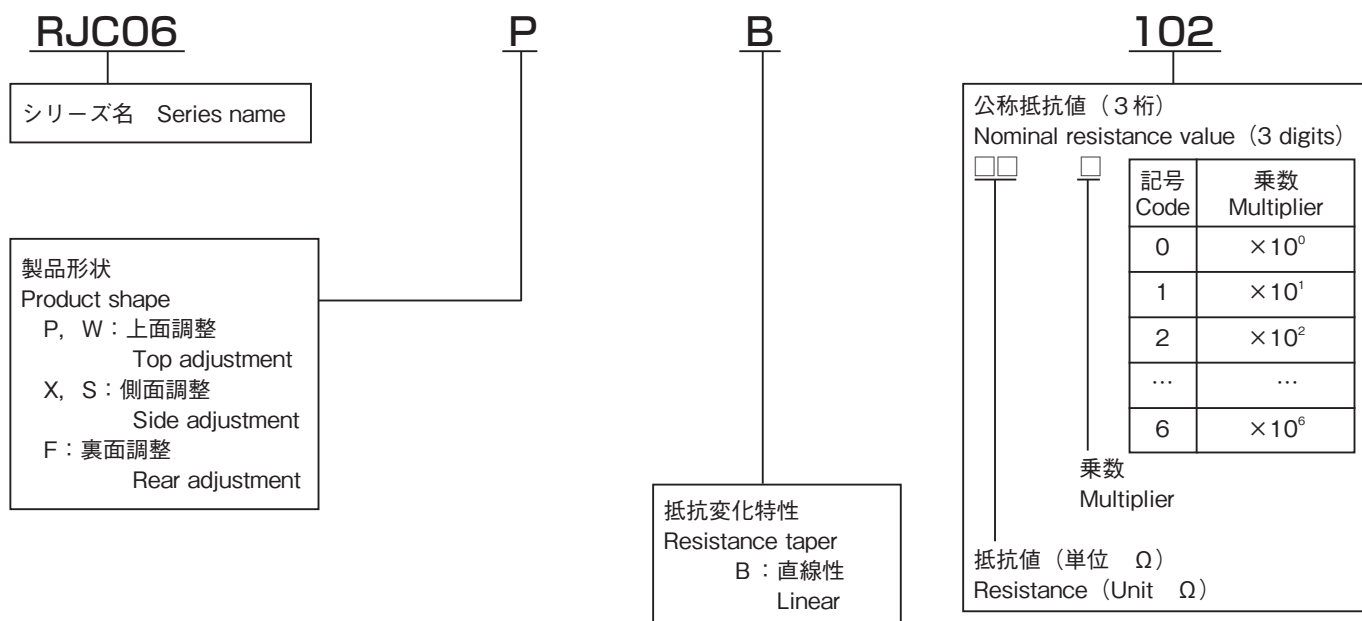 RJC06 P B 102
シリーズ名 Series name
製品形状
Product shape
P, W：上面調整
Top adjustment
X, S：側面調整
Side adjustment
F：裏面調整
Rear adjustment
抵抗変化特性
Resistance taper
B：直線性
Linear
公称抵抗値（3桁）
Nominal resistance value（3 digits）
□□ □
記号 乗数
Code Multiplier
0 ×10⁰
1 ×10¹
2 ×10²
… …
6 ×10⁶
乗数
Multiplier
抵抗値（単位 Ω）
Resistance（Unit Ω）